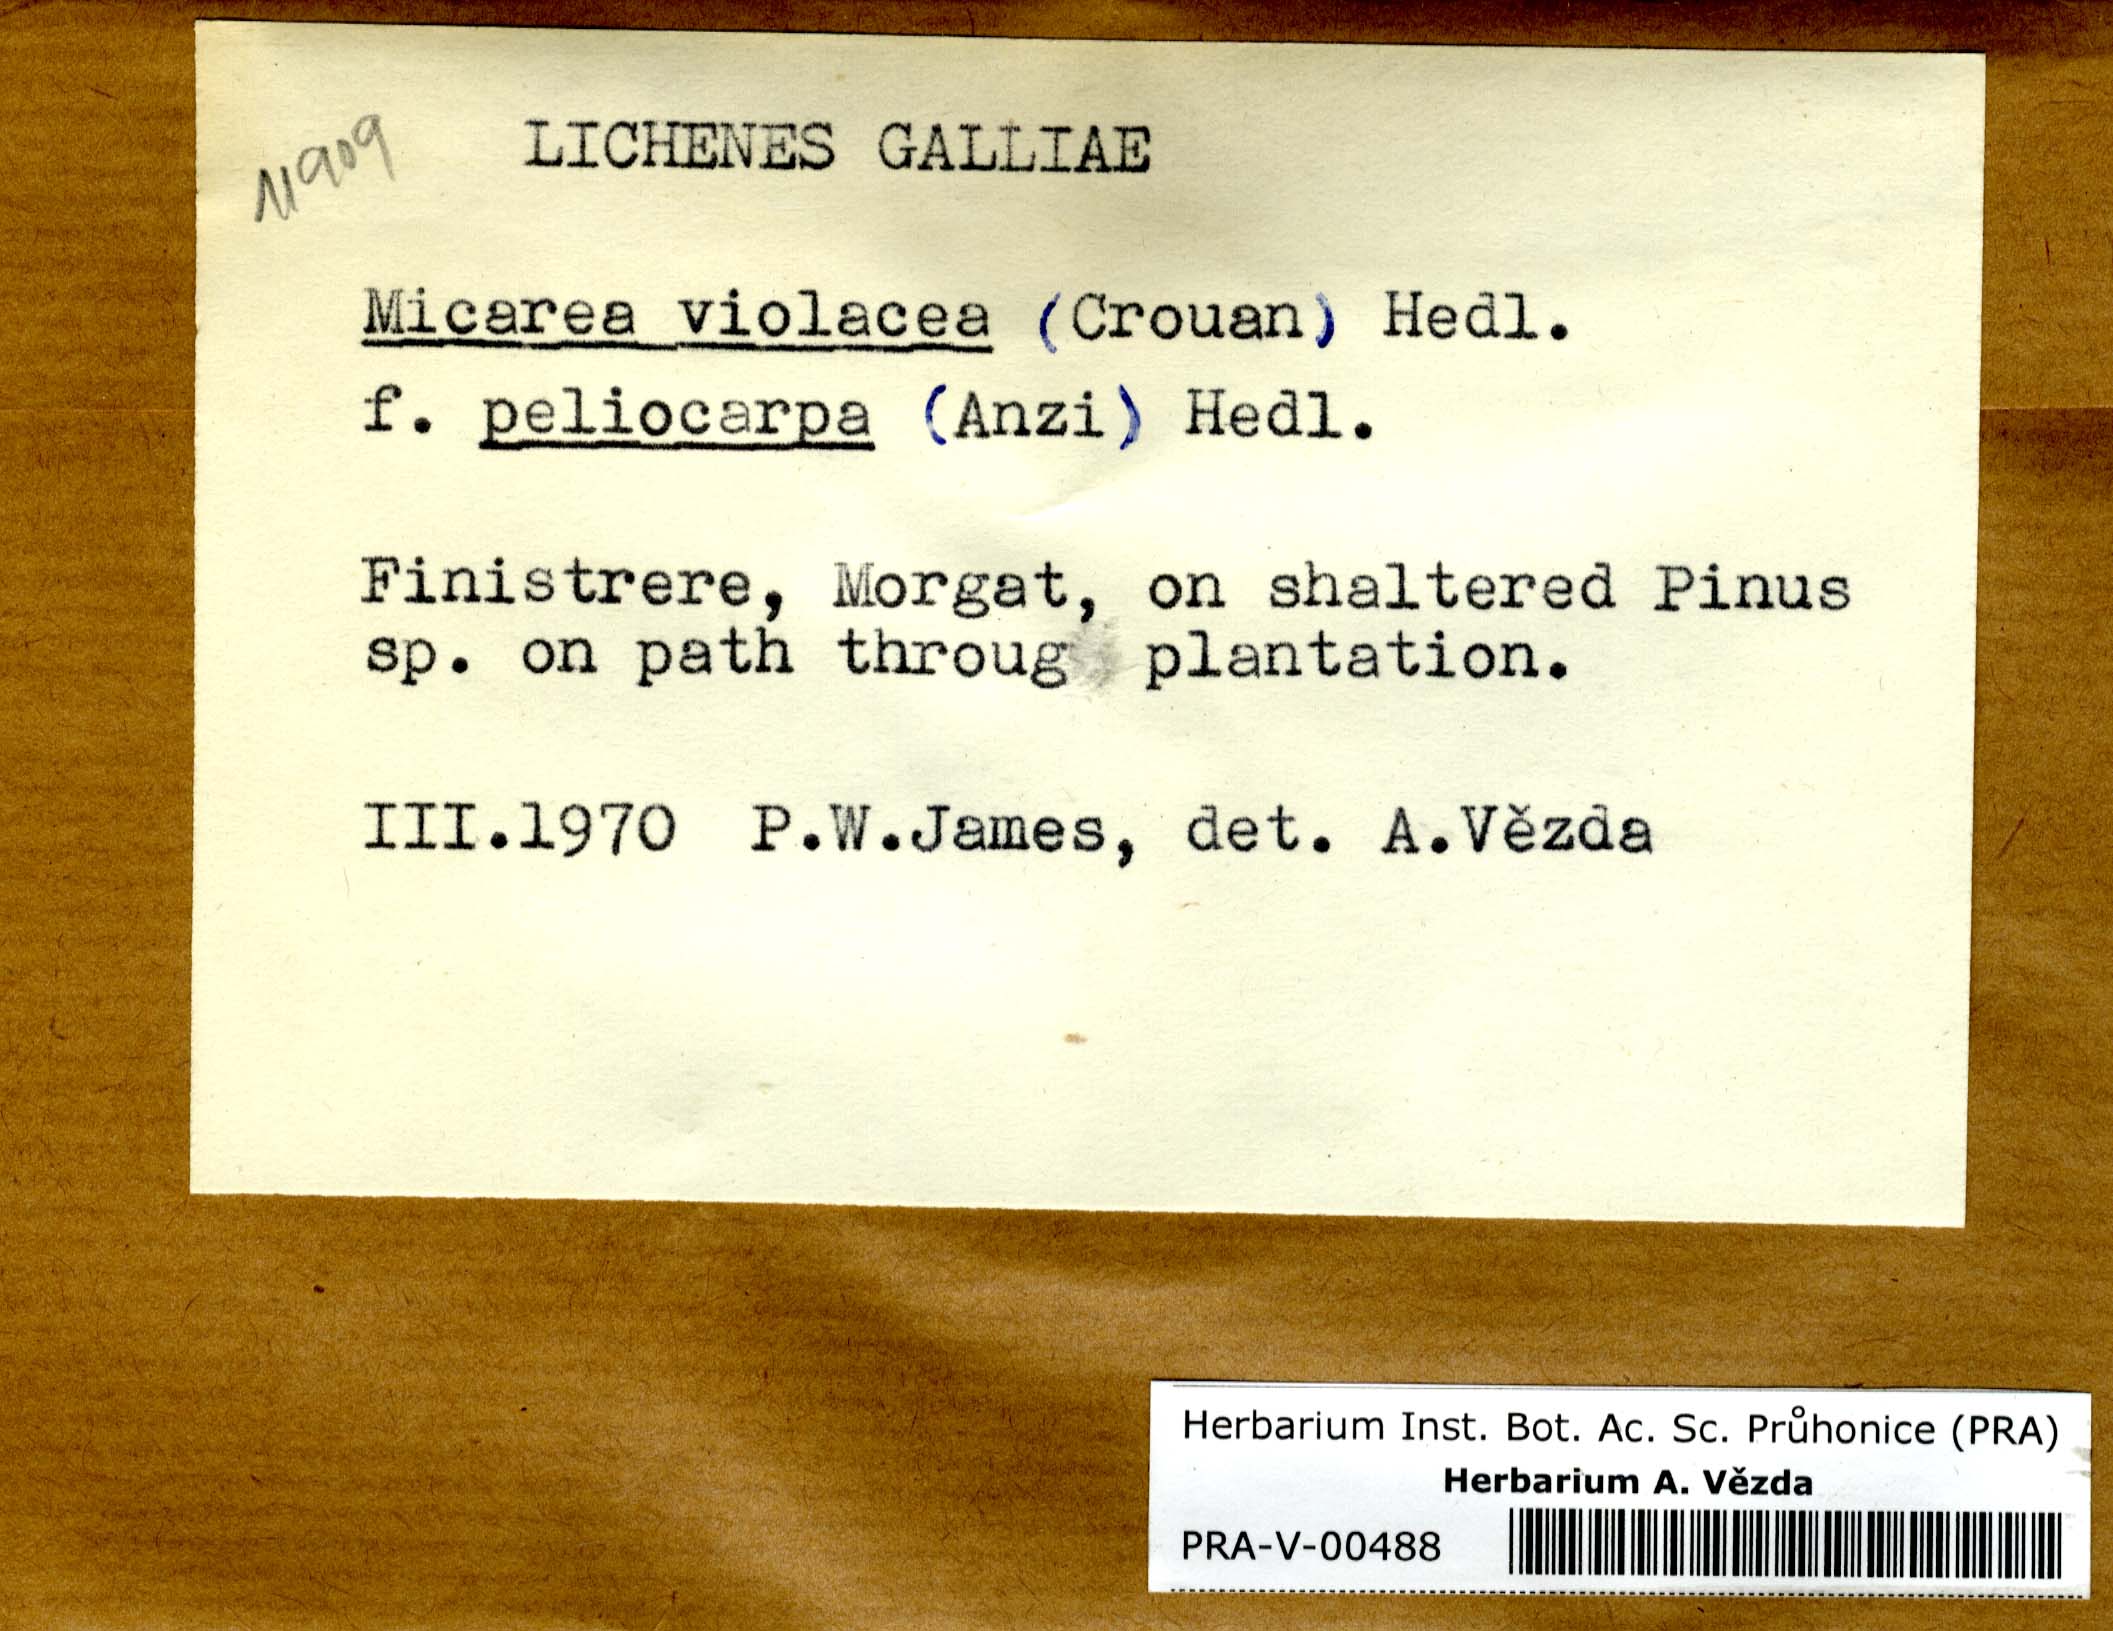 11909
LICHENES GALLIAE
Micarea violacea (Crouan) Hedl.
f. peliocarpa (Anzi) Hedl.
Finistrere, Morgat, on shaltered Pinus
sp. on path throug plantation.
III.1970 P.W.James, det. A.Vězda
Herbarium Inst. Bot. Ac. Sc. Průhonice (PRA)
Herbarium A. Vězda
PRA-V-00488